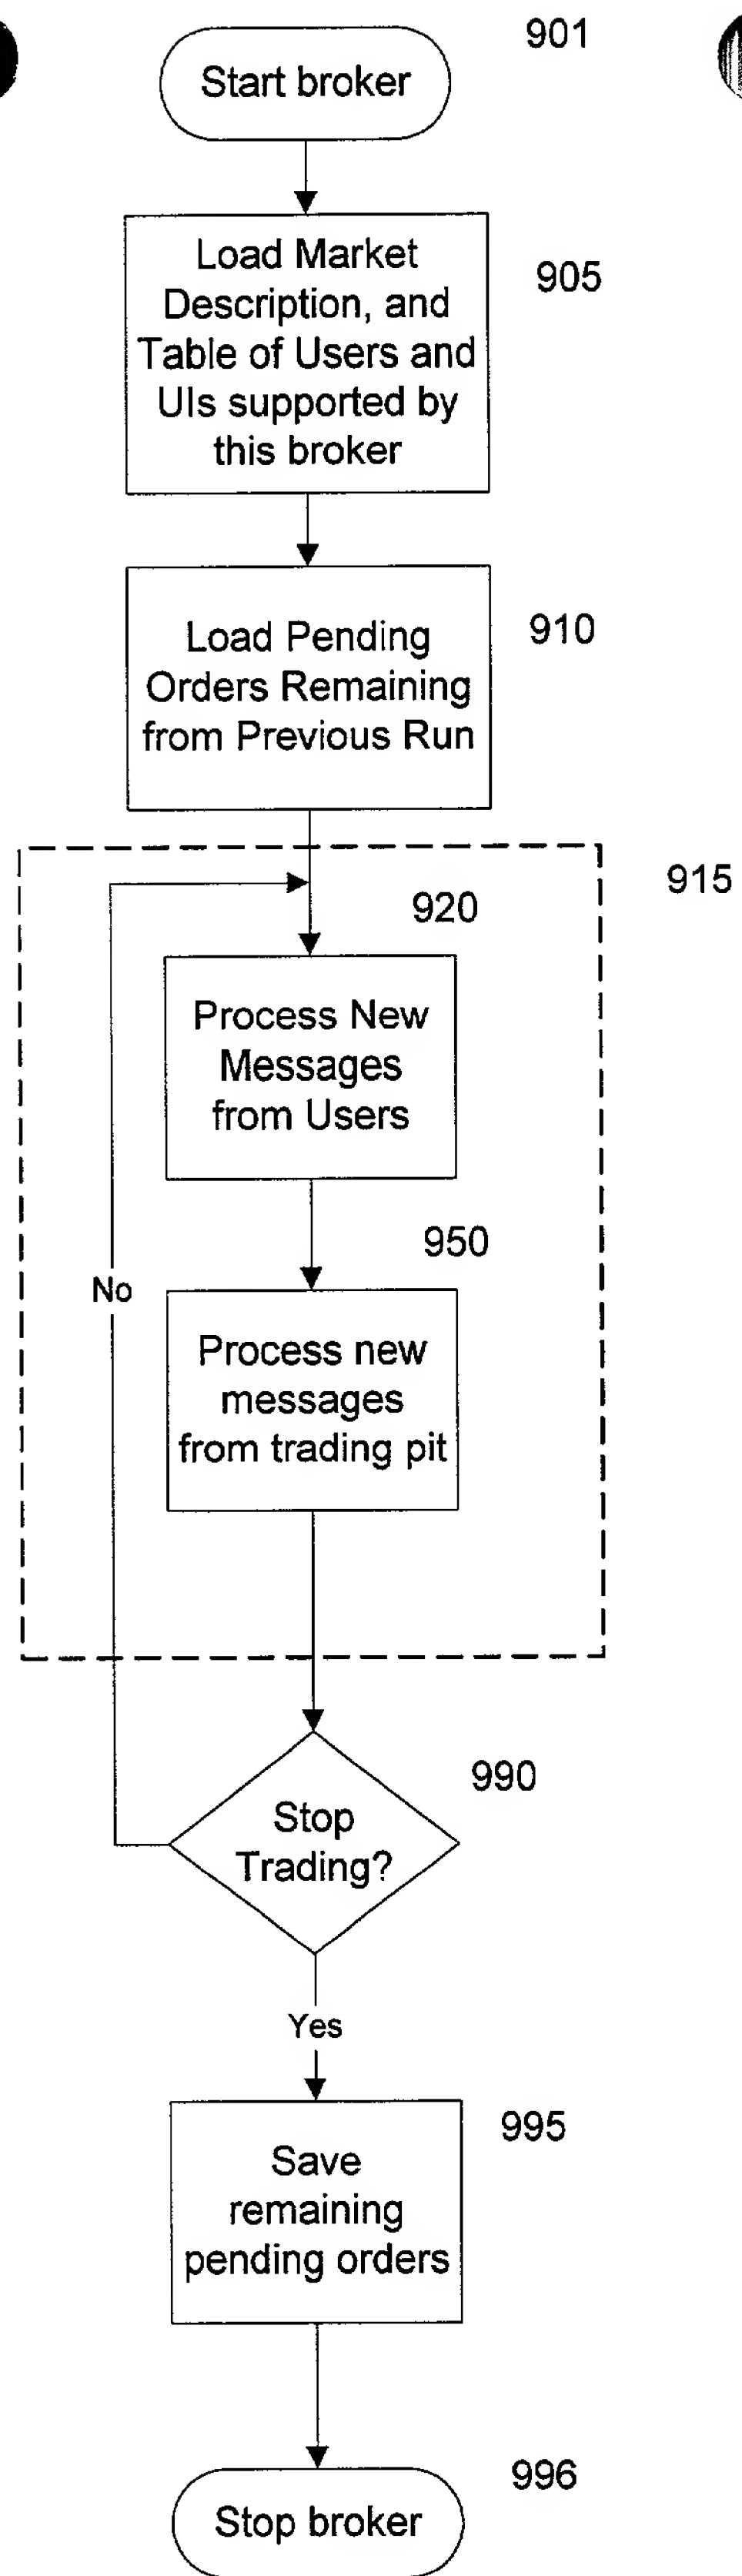 901
Start broker
Load Market
Description, and
Table of Users and
UIs supported by
this broker
905
Load Pending
Orders Remaining
from Previous Run
910
915
920
Process New
Messages
from Users
950
No
Process new
messages
from trading pit
990
Stop
Trading?
Yes
995
Save
remaining
pending orders
996
Stop broker